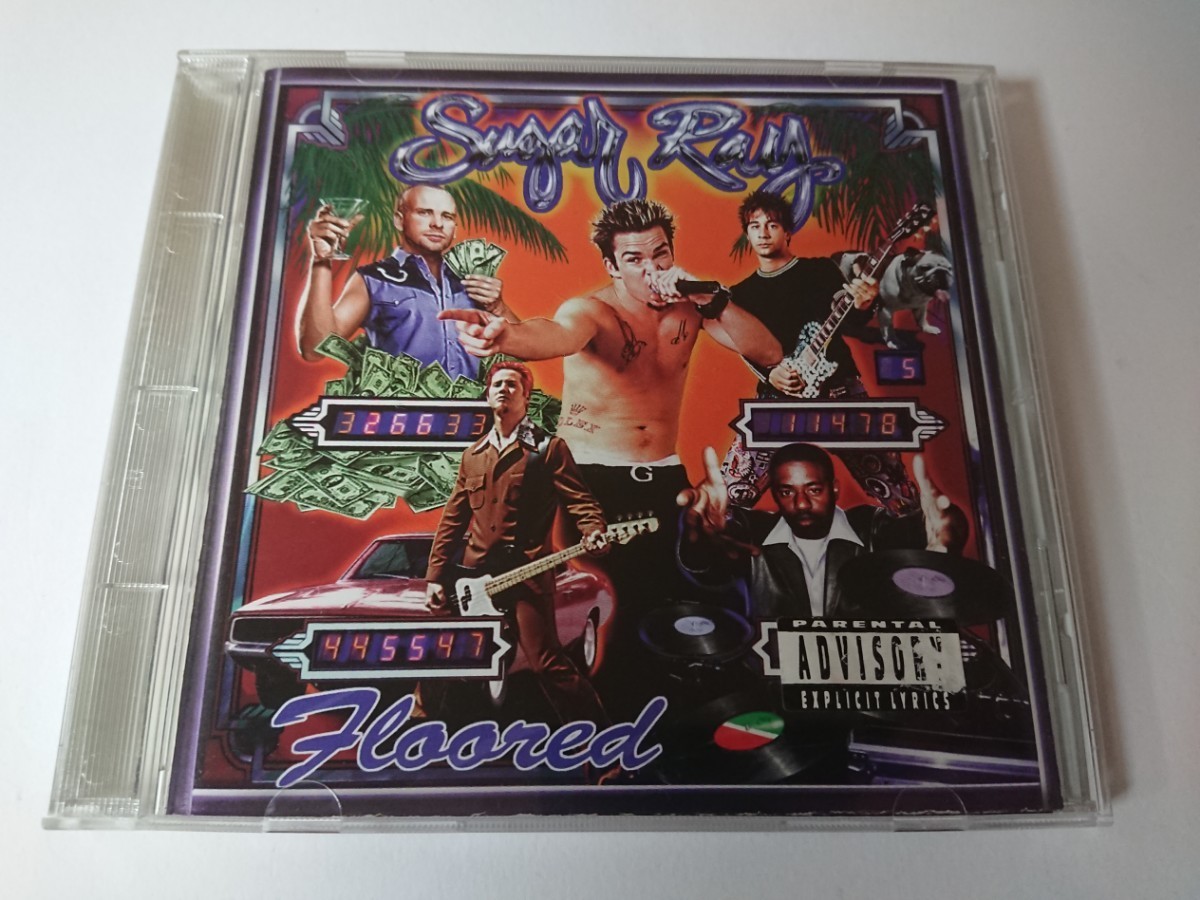 Sugar Ray
5
326633
11478
G
445547
PARENTAL
ADVISORY
EXPLICIT LYRICS
Floored